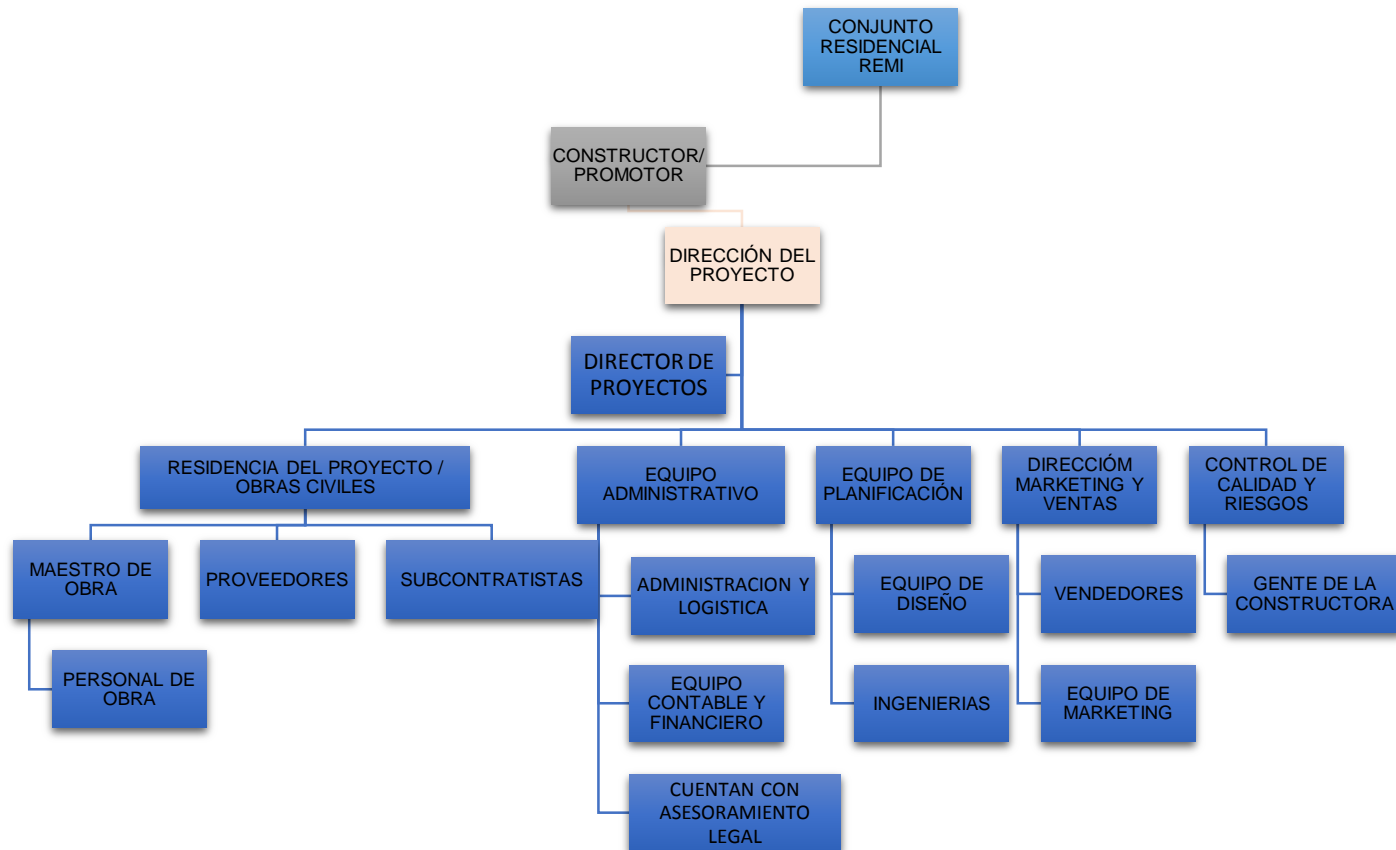 CONJUNTO
RESIDENCIAL
REMI
CONSTRUCTOR/
PROMOTOR
DIRECCIÓN DEL
PROYECTO
DIRECTOR DE
PROYECTOS
RESIDENCIA DEL PROYECTO /
OBRAS CIVILES
EQUIPO
ADMINISTRATIVO
EQUIPO DE
PLANIFICACIÓN
DIRECCIÓM
MARKETING Y
VENTAS
CONTROL DE
CALIDAD Y
RIESGOS
MAESTRO DE
OBRA
PROVEEDORES
SUBCONTRATISTAS
ADMINISTRACION Y
LOGISTICA
EQUIPO DE
DISEÑO
VENDEDORES
GENTE DE LA
CONSTRUCTORA
PERSONAL DE
OBRA
EQUIPO
CONTABLE Y
FINANCIERO
INGENIERIAS
EQUIPO DE
MARKETING
CUENTAN CON
ASESORAMIENTO
LEGAL